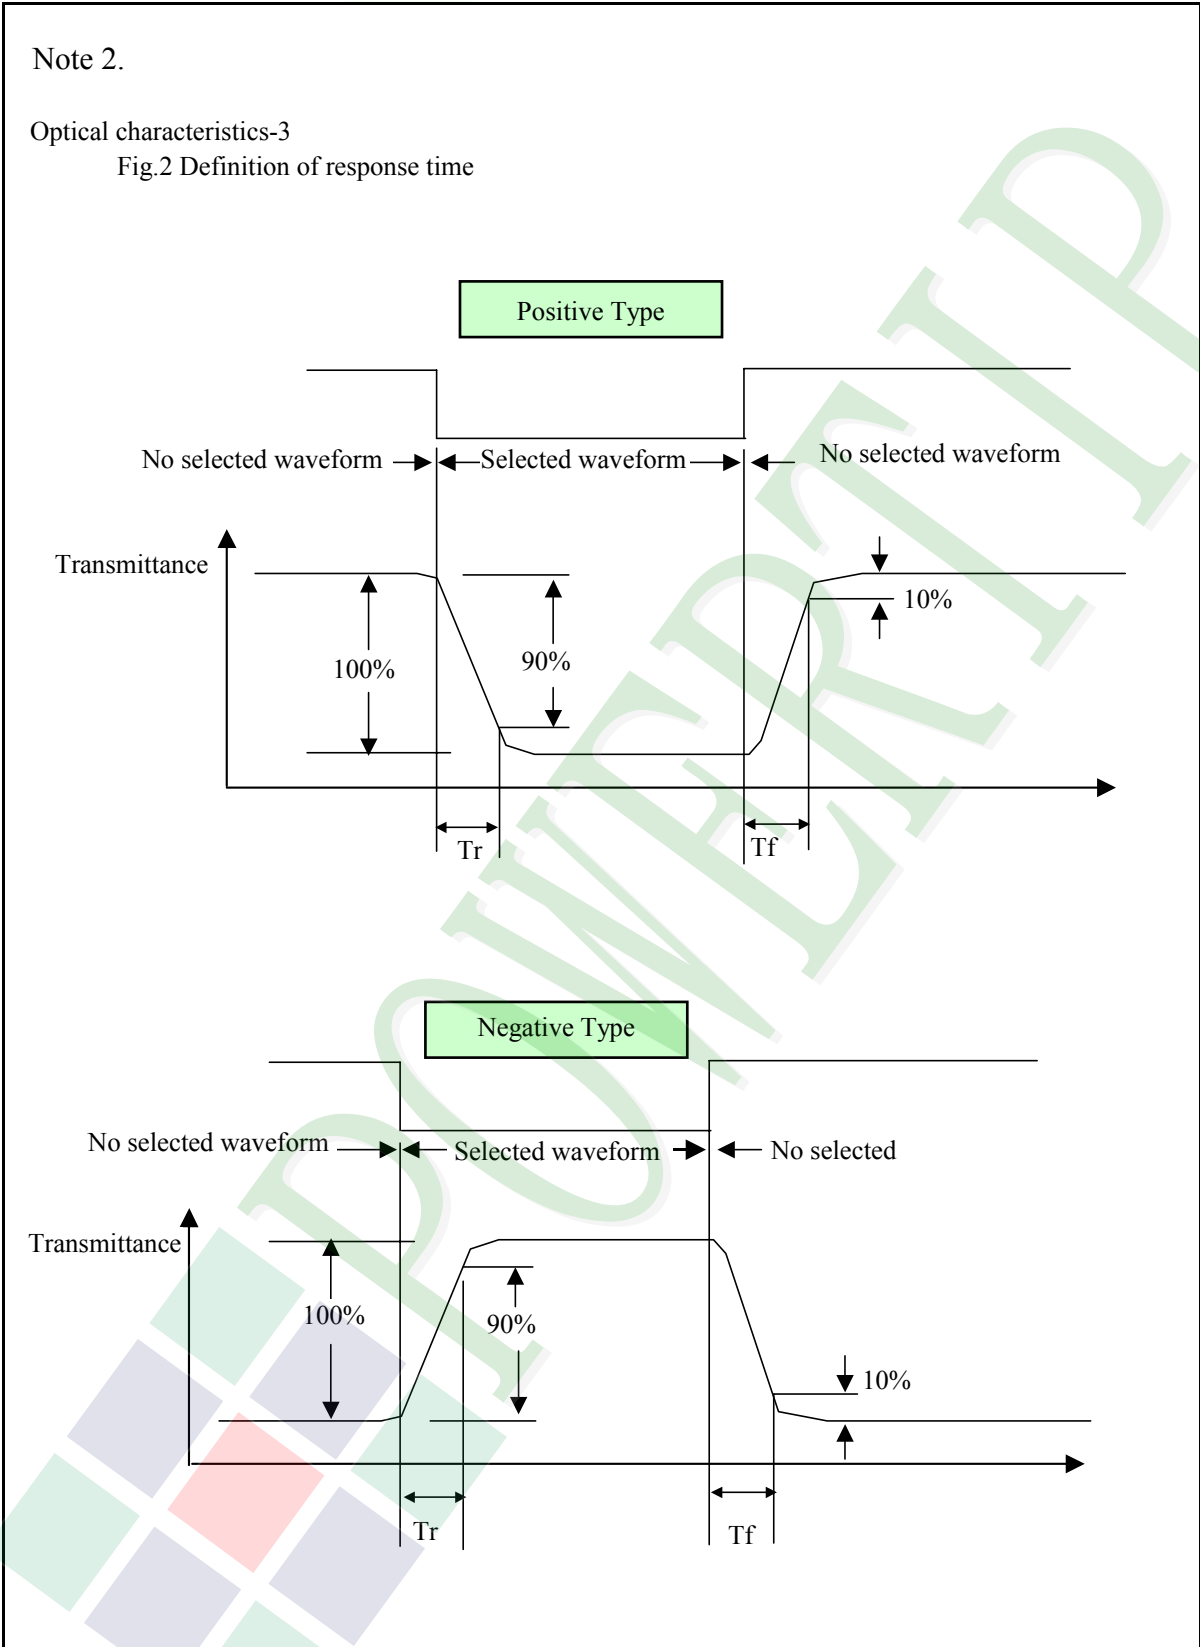 Note 2.
Optical characteristics-3
Fig.2 Definition of response time
Positive Type
No selected waveform
Selected waveform
No selected waveform
Transmittance
10%
90%
100%
Tr
Tf
Negative Type
No selected waveform
Selected waveform
No selected
Transmittance
100%
90%
10%
Tr
Tf
POWERTIP